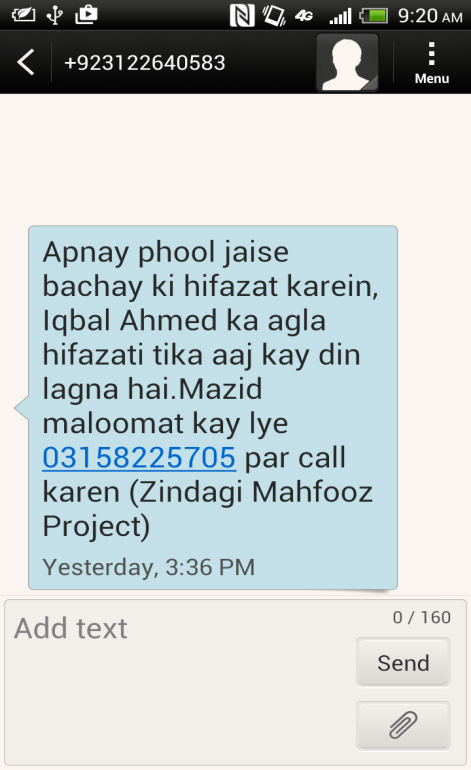 4G 9:20 AM
+923122640583
Menu
Apnay phool jaise
bachay ki hifazat karein,
Iqbal Ahmed ka agla
hifazati tika aaj kay din
lagna hai.Mazid
maloomat kay lye
03158225705 par call
karen (Zindagi Mahfooz
Project)
Yesterday, 3:36 PM
Add text
0 / 160
Send